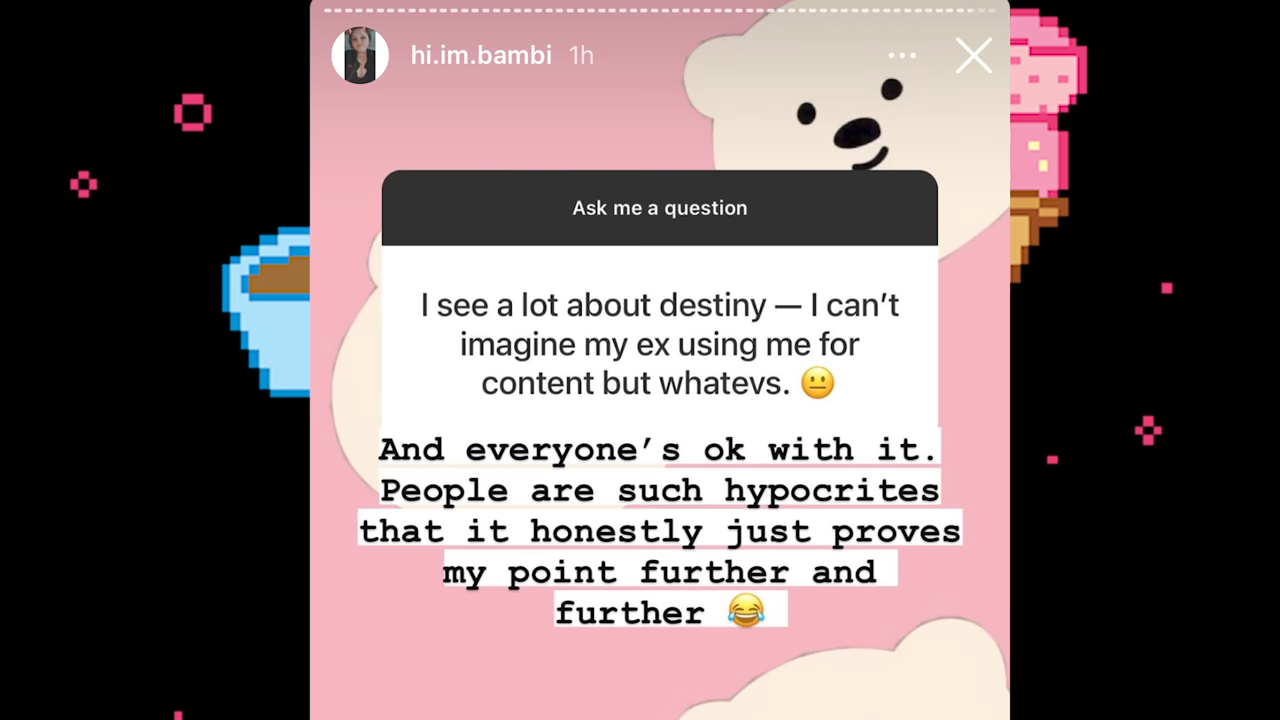 hi.im.bambi 1h
Ask me a question
I see a lot about destiny — I can’t
imagine my ex using me for
content but whatevs. 😐
And everyone’s ok with it.
People are such hypocrites
that it honestly just proves
my point further and
further 😂